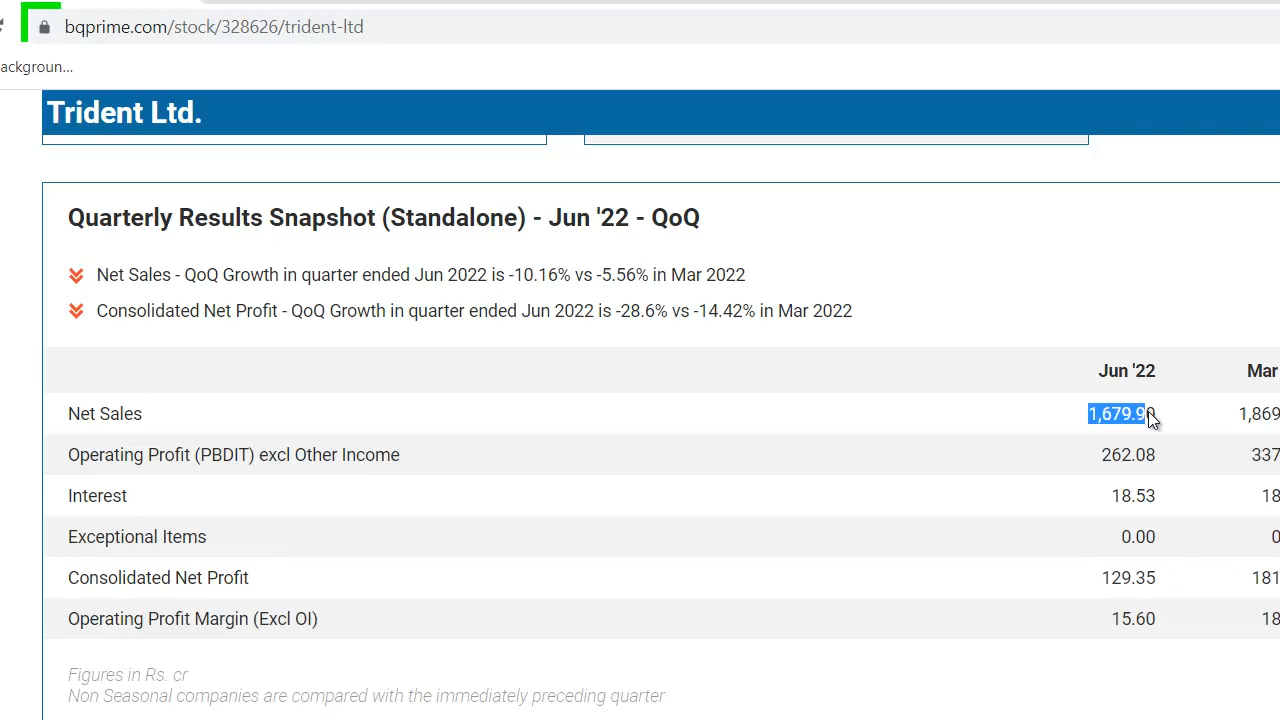 bqprime.com/stock/328626/trident-ltd
ackgroun...
Trident Ltd.
Quarterly Results Snapshot (Standalone) - Jun '22 - QoQ
Net Sales - QoQ Growth in quarter ended Jun 2022 is -10.16% vs -5.56% in Mar 2022
Consolidated Net Profit - QoQ Growth in quarter ended Jun 2022 is -28.6% vs -14.42% in Mar 2022
Jun '22 Mar
Net Sales 1,679.90 1,869
Operating Profit (PBDIT) excl Other Income 262.08 337
Interest 18.53 18
Exceptional Items 0.00 0
Consolidated Net Profit 129.35 181
Operating Profit Margin (Excl OI) 15.60 18
Figures in Rs. cr
Non Seasonal companies are compared with the immediately preceding quarter